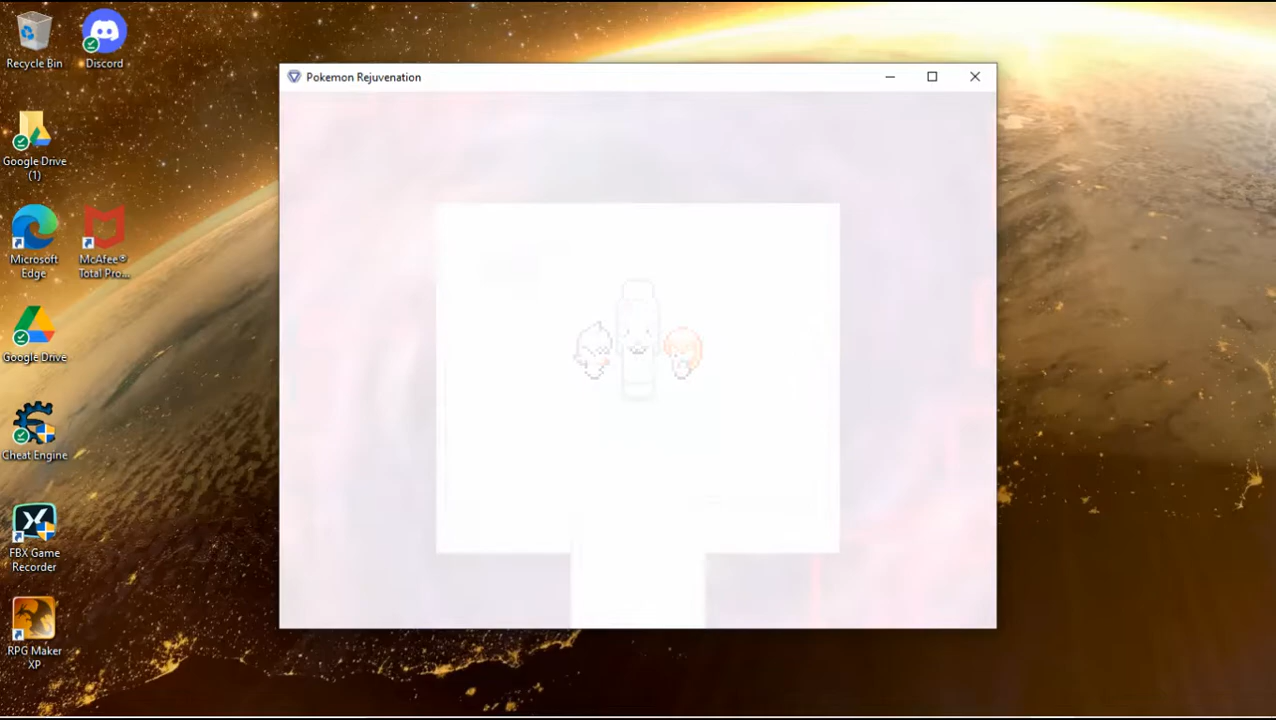 Recycle Bin
Discord
Pokemon Rejuvenation
Google Drive
(1)
Microsoft
Edge
McAfee®
Total Pro...
Google Drive
Cheat Engine
FBX Game
Recorder
RPG Maker
XP